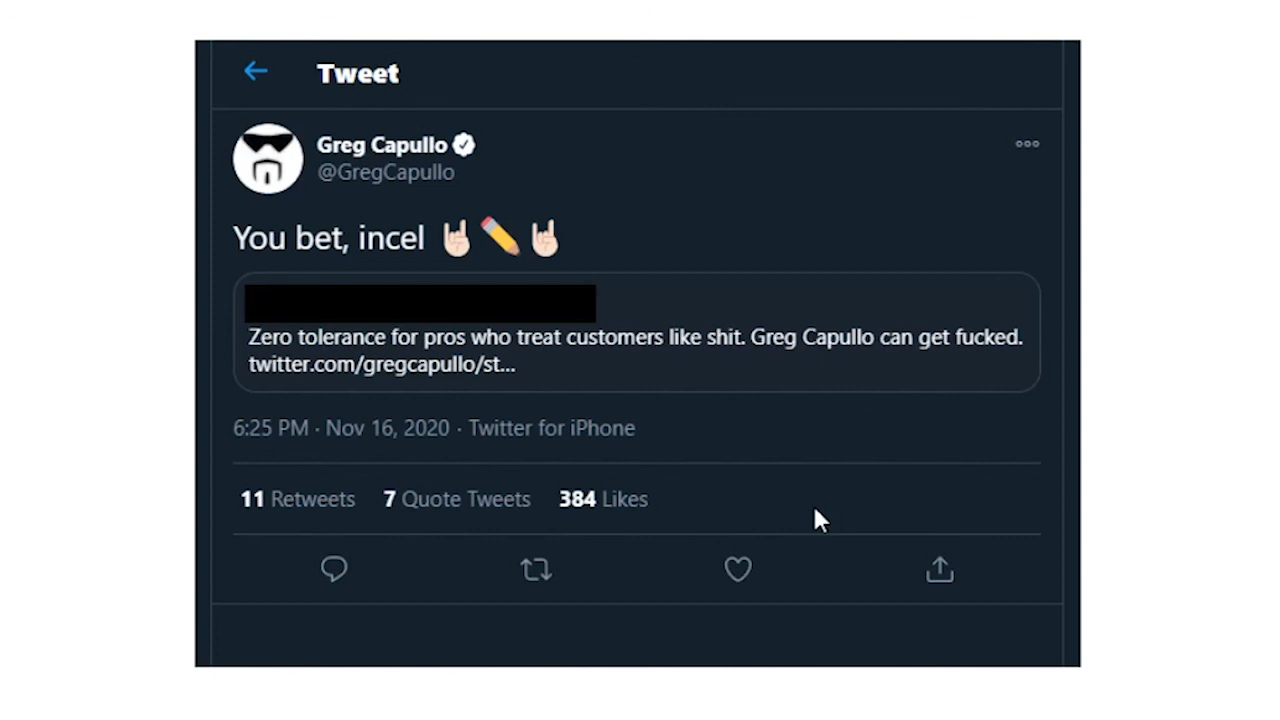 Tweet
Greg Capullo
@GregCapullo
You bet, incel 🤘🏻✏️🤘🏻
Zero tolerance for pros who treat customers like shit. Greg Capullo can get fucked.
twitter.com/gregcapullo/st...
6:25 PM · Nov 16, 2020 · Twitter for iPhone
11 Retweets 7 Quote Tweets 384 Likes